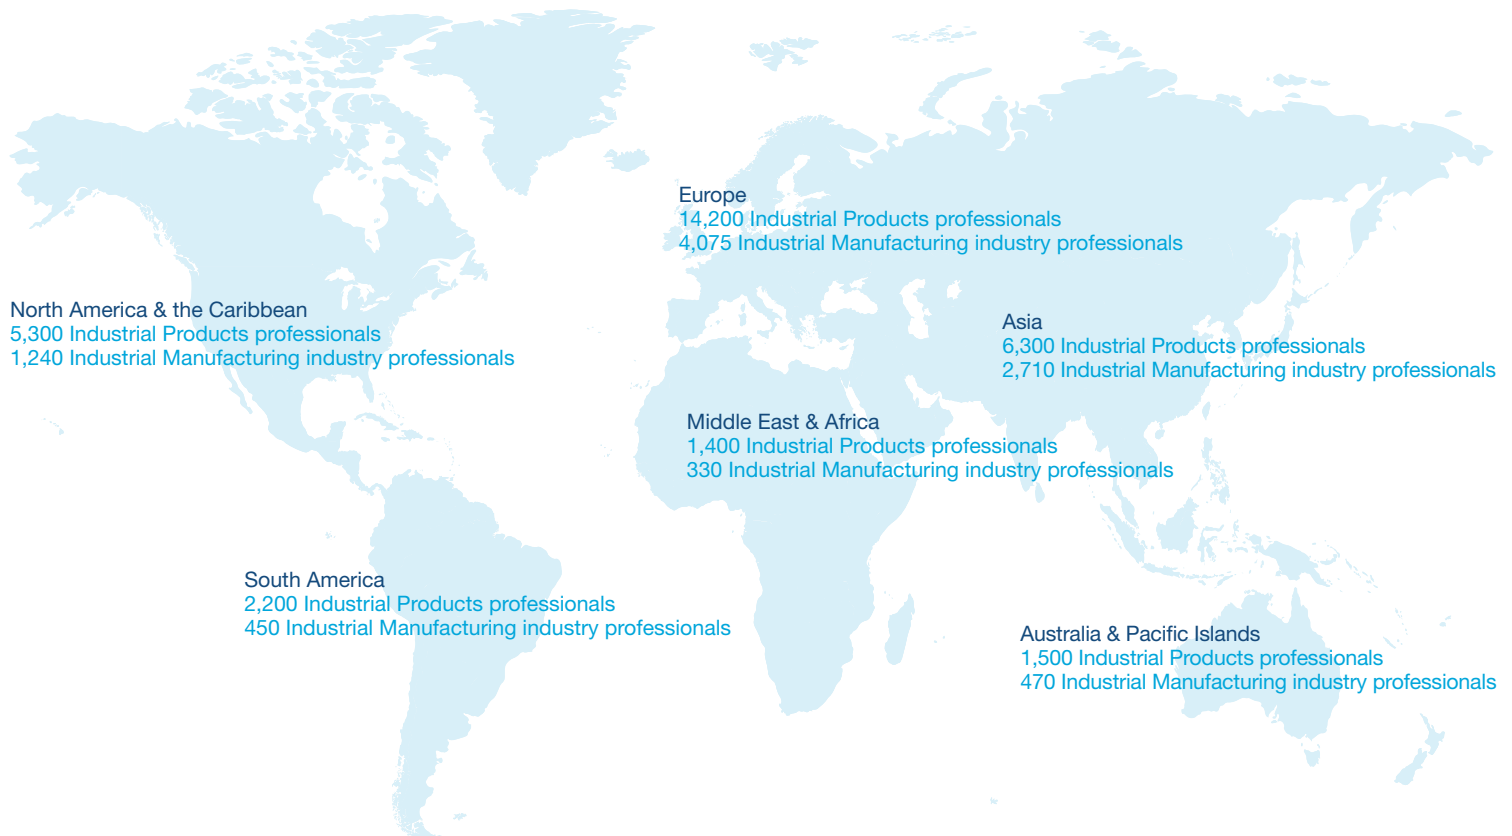 Europe
14,200 Industrial Products professionals
4,075 Industrial Manufacturing industry professionals
North America & the Caribbean
5,300 Industrial Products professionals
1,240 Industrial Manufacturing industry professionals
Asia
6,300 Industrial Products professionals
2,710 Industrial Manufacturing industry professionals
Middle East & Africa
1,400 Industrial Products professionals
330 Industrial Manufacturing industry professionals
South America
2,200 Industrial Products professionals
450 Industrial Manufacturing industry professionals
Australia & Pacific Islands
1,500 Industrial Products professionals
470 Industrial Manufacturing industry professionals